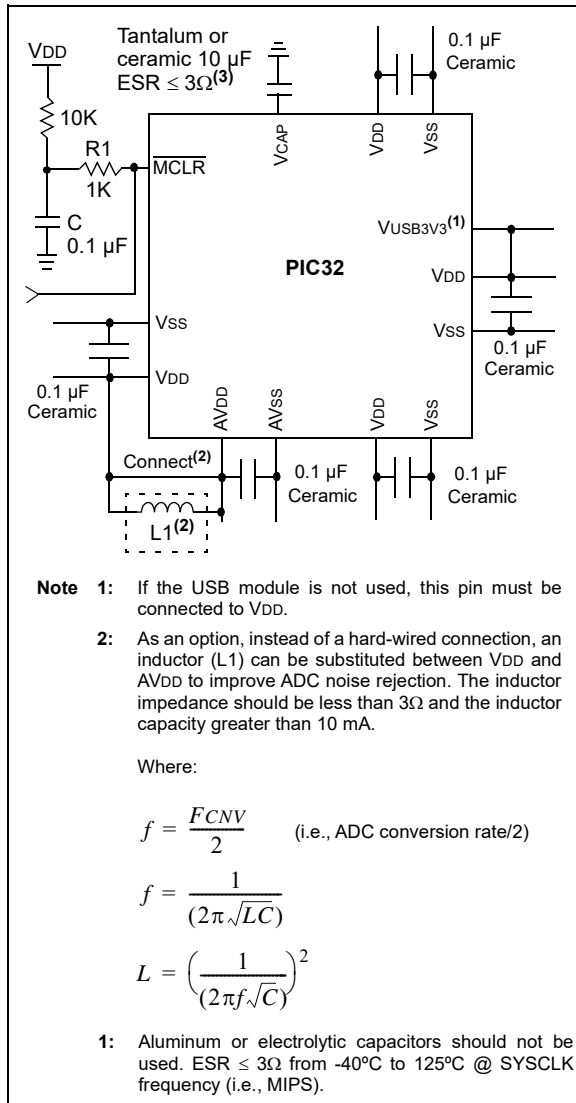 VDD
Tantalum or
ceramic 10 µF
ESR ≤ 3Ω(3)
0.1 µF
Ceramic
10K
R1
1K
MCLR
VCAP
VDD
VSS
C
0.1 µF
VUSB3V3(1)
PIC32
VDD
VSS
VSS
VDD
0.1 µF
Ceramic
0.1 µF
Ceramic
AVDD
AVSS
VDD
VSS
Connect(2)
0.1 µF
Ceramic
0.1 µF
Ceramic
L1(2)
Note 1: If the USB module is not used, this pin must be
connected to VDD.
2: As an option, instead of a hard-wired connection, an
inductor (L1) can be substituted between VDD and
AVDD to improve ADC noise rejection. The inductor
impedance should be less than 3Ω and the inductor
capacity greater than 10 mA.
Where:
f = FCNV / 2 (i.e., ADC conversion rate/2)
f = 1 / (2π√LC)
L = (1 / (2πf√C))²
1: Aluminum or electrolytic capacitors should not be
used. ESR ≤ 3Ω from -40ºC to 125ºC @ SYSCLK
frequency (i.e., MIPS).